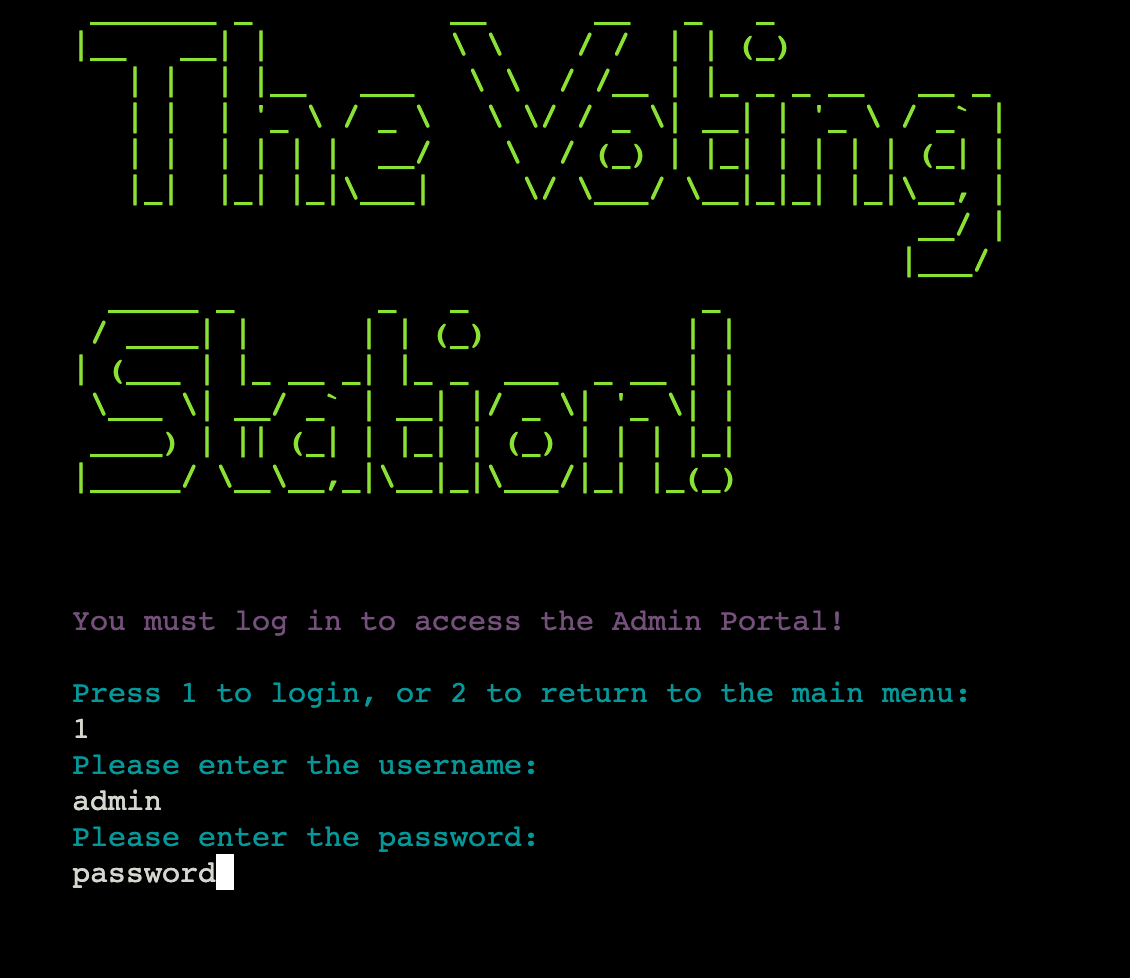 The Voting
Station!
You must log in to access the Admin Portal!
Press 1 to login, or 2 to return to the main menu:
1
Please enter the username:
admin
Please enter the password:
password